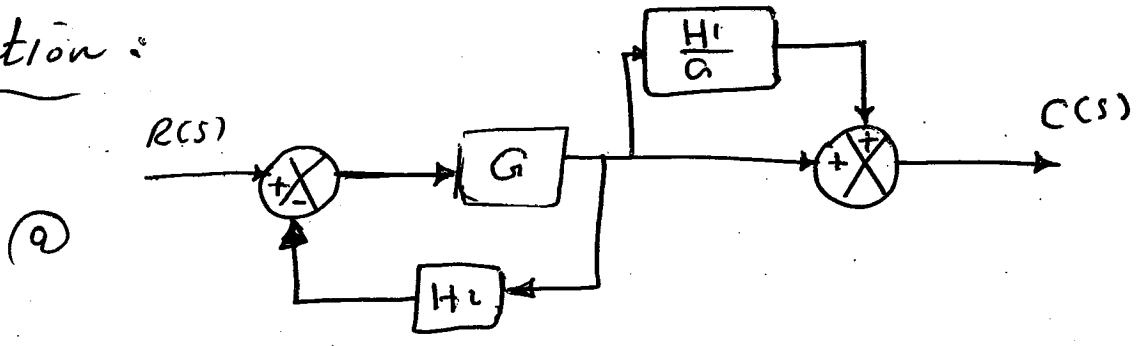 tion :
H1
G
R(S)
+
-
G
+
+
C(S)
(a)
H2